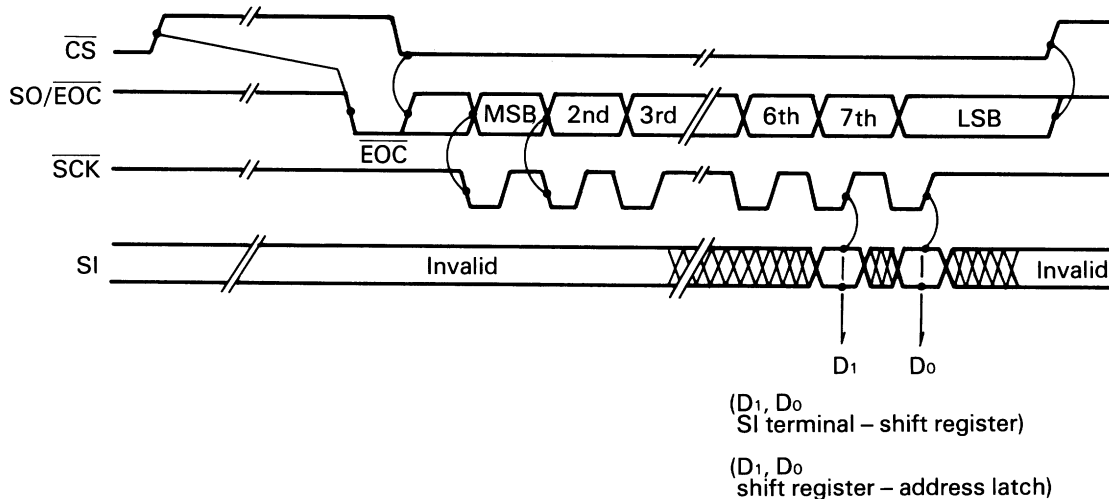 CS
SO/EOC
MSB 2nd 3rd 6th 7th LSB
EOC
SCK
SI
Invalid
Invalid
D1 D0
(D1, D0
SI terminal – shift register)
(D1, D0
shift register – address latch)